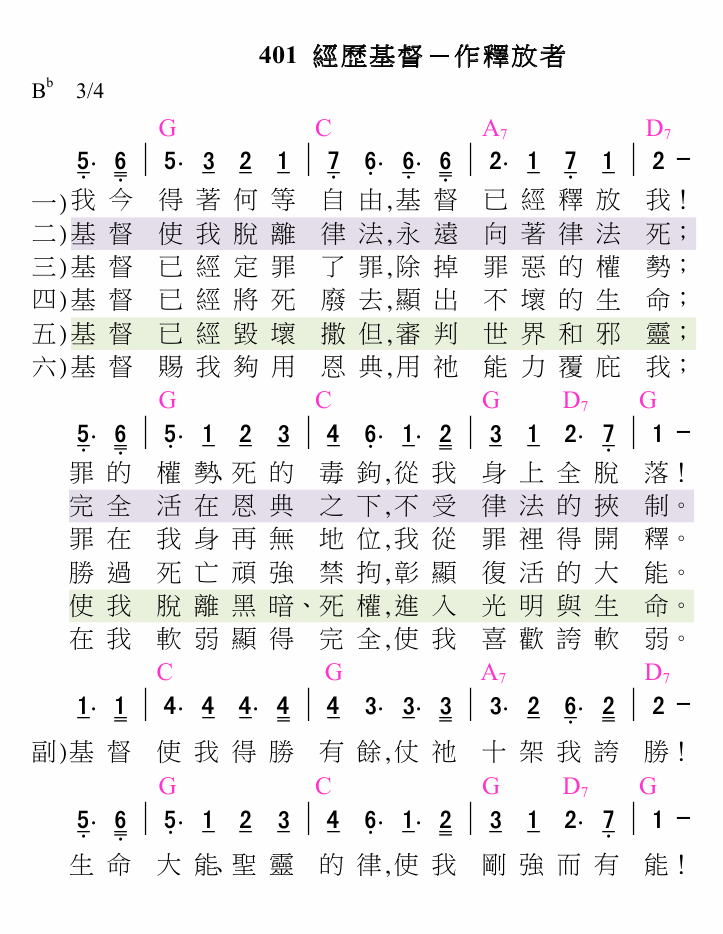 401 經歷基督－作釋放者
Bb 3/4
G C A7 D7
5· 6 | 5· 3 2 1 | 7 6· 6· 6 | 2· 1 7 1 | 2 －
一)我今 得著何等 自由,基督 已經釋放 我！
二)基督 使我脫離 律法,永遠 向著律法 死；
三)基督 已經定罪 了罪,除掉 罪惡的權 勢；
四)基督 已經將死 廢去,顯出 不壞的生 命；
五)基督 已經毀壞 撒但,審判 世界和邪 靈；
六)基督 賜我夠用 恩典,用祂 能力覆庇 我；
G C G D7 G
5· 6 | 5· 1 2 3 | 4 6· 1· 2 | 3 1 2· 7 | 1 －
罪的 權勢、死的 毒鉤,從我 身上全脫 落！
完全 活在恩典 之下,不受 律法的挾 制。
罪在 我身再無 地位,我從 罪裡得開 釋。
勝過 死亡頑強 禁拘,彰顯 復活的大 能。
使我 脫離黑暗、死權,進入 光明與生 命。
在我 軟弱顯得 完全,使我 喜歡誇軟 弱。
C G A7 D7
1· 1 | 4· 4 4· 4 | 4 3· 3· 3 | 3· 2 6· 2 | 2 －
副)基督 使我得勝 有餘,仗祂 十架我誇 勝！
G C G D7 G
5· 6 | 5· 1 2 3 | 4 6· 1· 2 | 3 1 2· 7 | 1 －
生命 大能、聖靈 的律,使我 剛強而有 能！